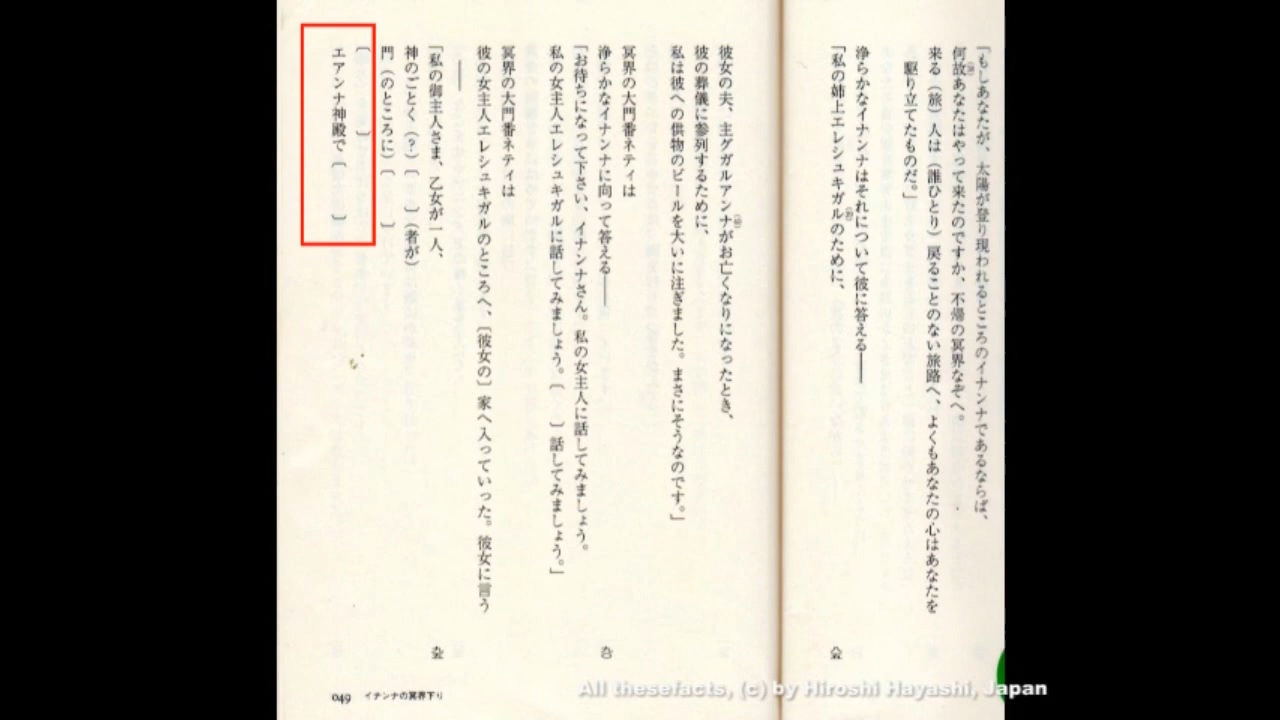 「もしあなたが、太陽が登り現われるところのイナンナであるならば、
何故あなたはやって来たのですか、不帰の冥界なぞへ。
来る（旅）人は（誰ひとり）戻ることのない旅路へ、よくもあなたの心はあなたを
駆り立てたものだ。」
浄らかなイナンナはそれについて彼に答える——
「私の姉上エレシュキガルのために、
彼女の夫、主グガルアンナがお亡くなりになったとき、
彼の葬儀に参列するために、
私は彼への供物のビールを大いに注ぎました。まさにそうなのです。」
冥界の大門番ネティは
浄らかなイナンナに向って答える——
「お待ちになって下さい、イナンナさん。私の女主人に話してみましょう。
私の女主人エレシュキガルに話してみましょう。〔　〕話してみましょう。」
冥界の大門番ネティは
彼の女主人エレシュキガルのところへ、〔彼女の〕家へ入っていった。彼女に言う
——
「私の御主人さま、乙女が一人、
神のごとく（？）〔　〕（者が）
門（のところに）〔　〕
〔　〕
エアンナ神殿で〔　〕
049 イナンナの冥界下り
All thesefacts, (c) by Hiroshi Hayashi, Japan